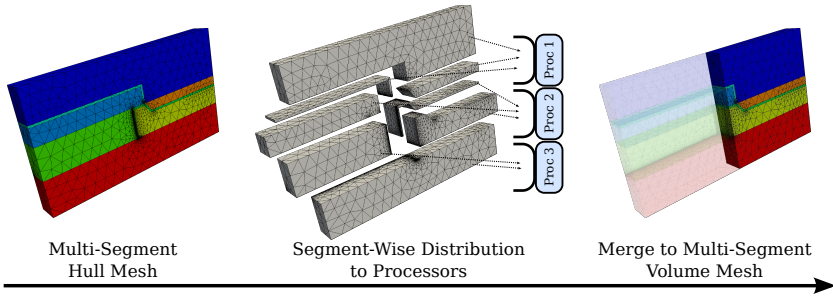 Proc 1
Proc 2
Proc 3
Multi-Segment
Hull Mesh
Segment-Wise Distribution
to Processors
Merge to Multi-Segment
Volume Mesh